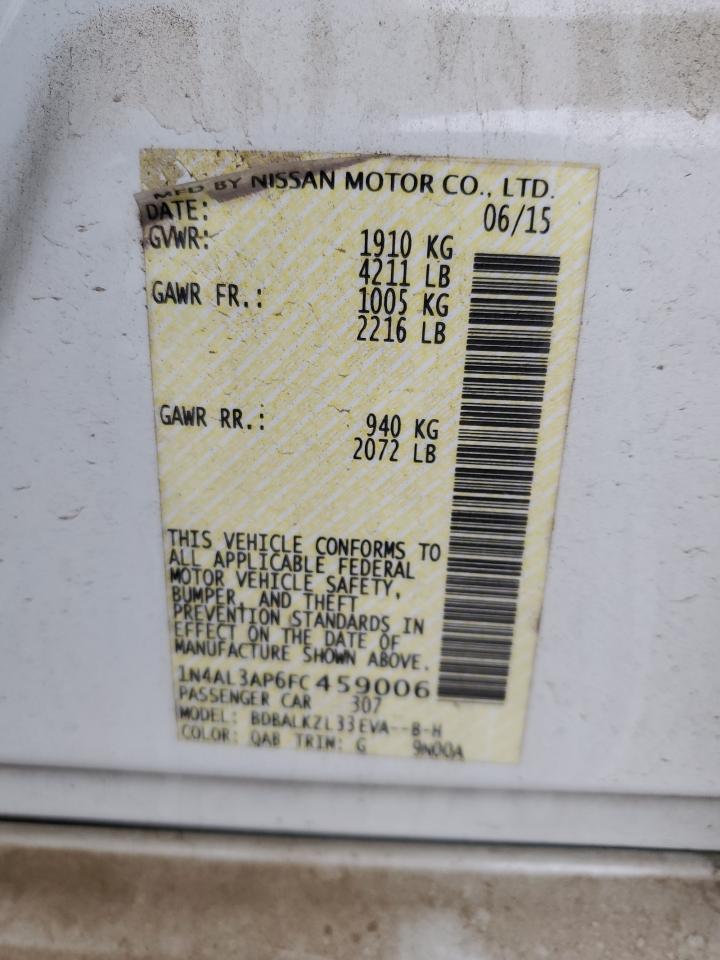 MFD BY NISSAN MOTOR CO., LTD.
DATE: 06/15
GVWR: 1910 KG
4211 LB
GAWR FR.: 1005 KG
2216 LB
GAWR RR.: 940 KG
2072 LB
THIS VEHICLE CONFORMS TO
ALL APPLICABLE FEDERAL
MOTOR VEHICLE SAFETY,
BUMPER, AND THEFT
PREVENTION STANDARDS IN
EFFECT ON THE DATE OF
MANUFACTURE SHOWN ABOVE.
1N4AL3AP6FC459006
PASSENGER CAR 307
MODEL: BDBALKZL33EVA--B-H
COLOR: QAB TRIM: G 9N00A